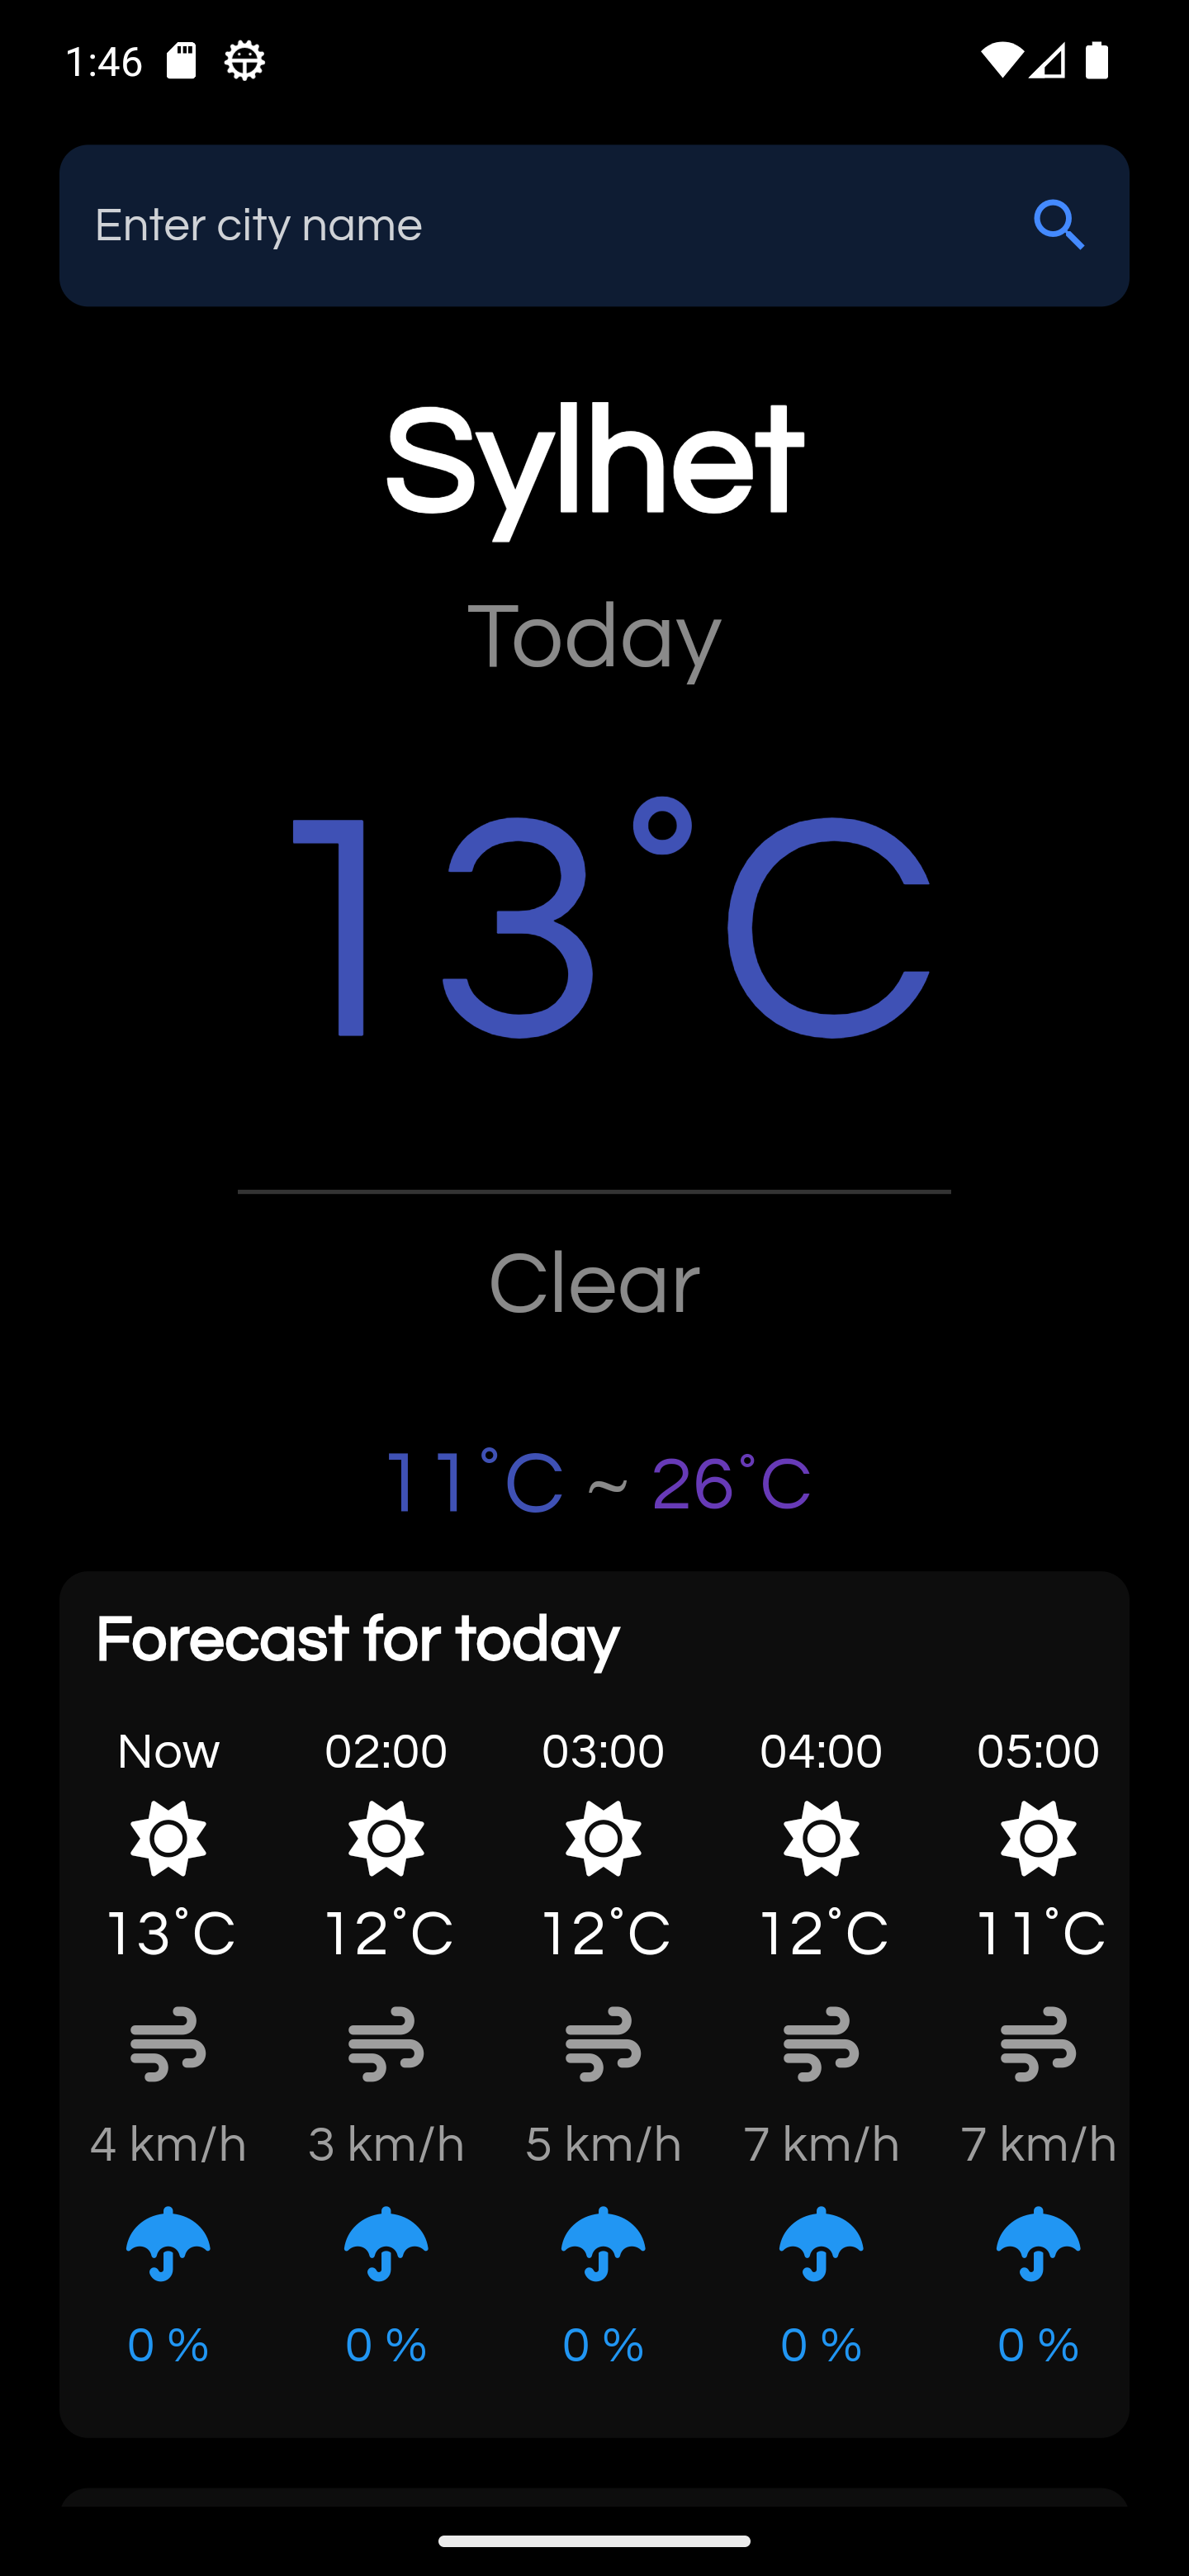 1:46
Enter city name
Sylhet
Today
13°C
Clear
11°C ~ 26°C
Forecast for today
Now 02:00 03:00 04:00 05:00
13°C 12°C 12°C 12°C 11°C
4 km/h 3 km/h 5 km/h 7 km/h 7 km/h
0 % 0 % 0 % 0 % 0 %